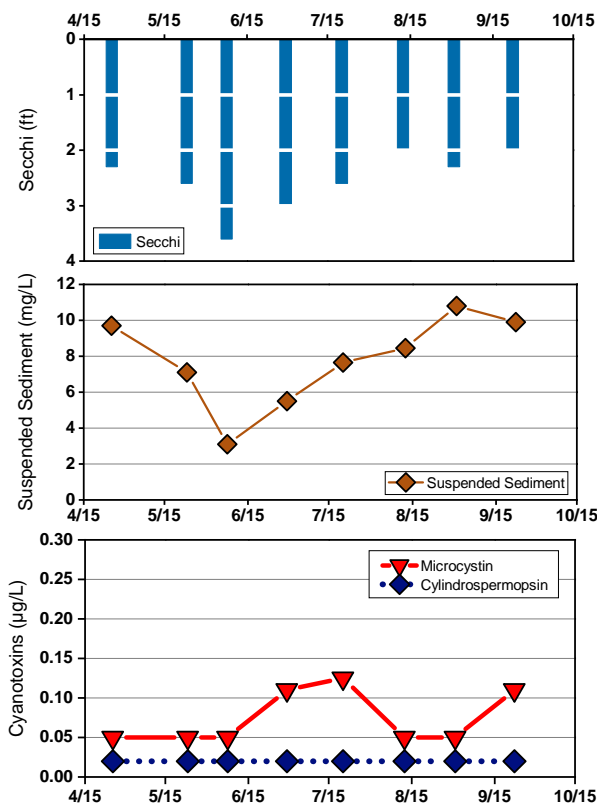 4/15 5/15 6/15 7/15 8/15 9/15 10/15
0
1
2
3
4
Secchi (ft)
Secchi
12
10
8
6
4
2
0
Suspended Sediment (mg/L)
Suspended Sediment
4/15 5/15 6/15 7/15 8/15 9/15 10/15
0.30
0.25
0.20
0.15
0.10
0.05
0.00
Cyanotoxins (µg/L)
Microcystin
Cylindrospermopsin
4/15 5/15 6/15 7/15 8/15 9/15 10/15